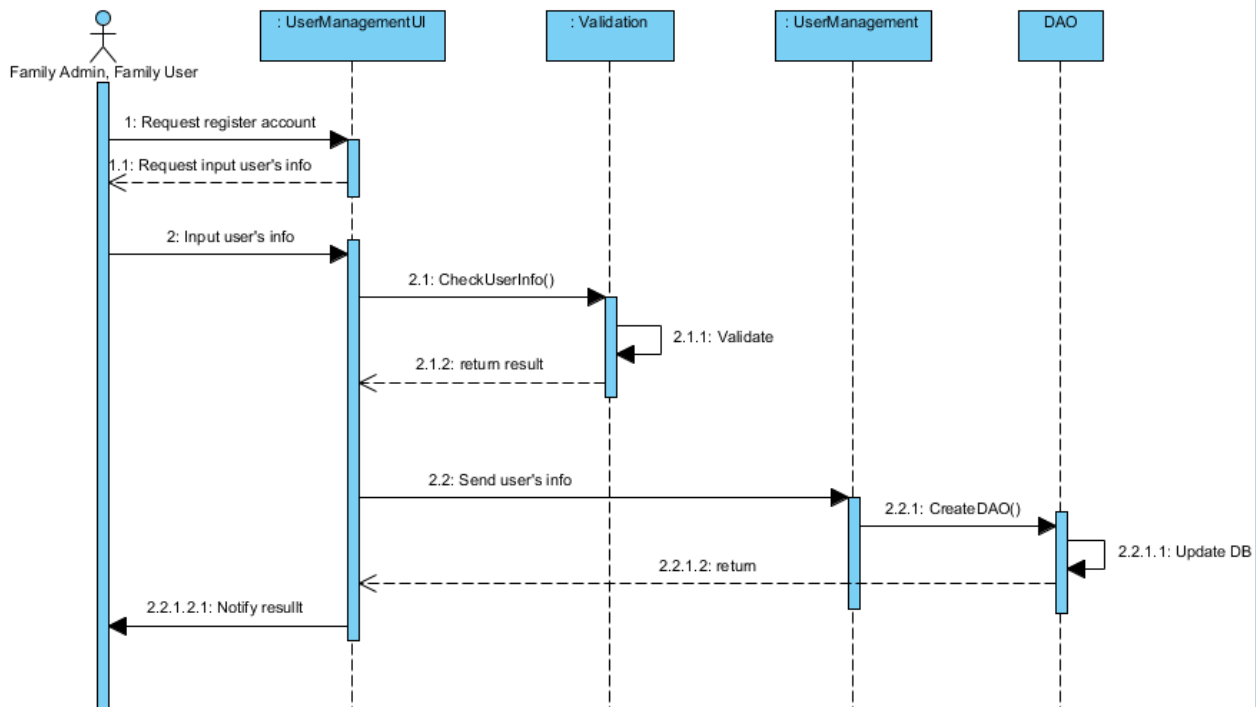 : UserManagementUI
: Validation
: UserManagement
DAO
Family Admin, Family User
1: Request register account
1.1: Request input user's info
2: Input user's info
2.1: CheckUserInfo()
2.1.1: Validate
2.1.2: return result
2.2: Send user's info
2.2.1: CreateDAO()
2.2.1.1: Update DB
2.2.1.2: return
2.2.1.2.1: Notify resullt